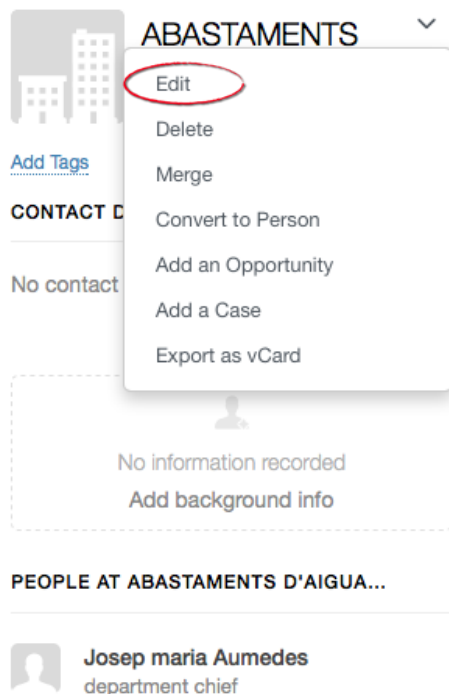 ABASTAMENTS
Edit
Delete
Add Tags
Merge
CONTACT D
Convert to Person
Add an Opportunity
No contact
Add a Case
Export as vCard
No information recorded
Add background info
PEOPLE AT ABASTAMENTS D'AIGUA...
Josep maria Aumedes
department chief